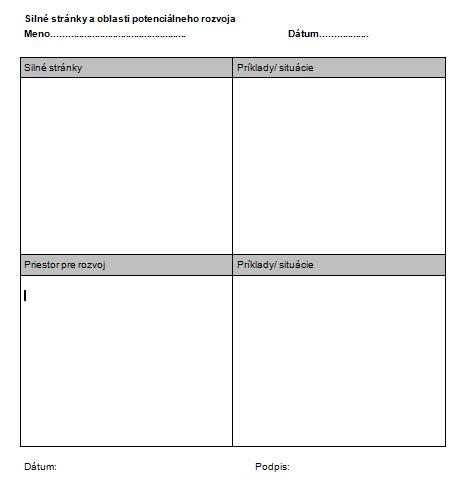 Silné stránky a oblasti potenciálneho rozvoja
Meno................................................ Dátum.................
Silné stránky Príklady/ situácie
Priestor pre rozvoj Príklady/ situácie
Dátum: Podpis: